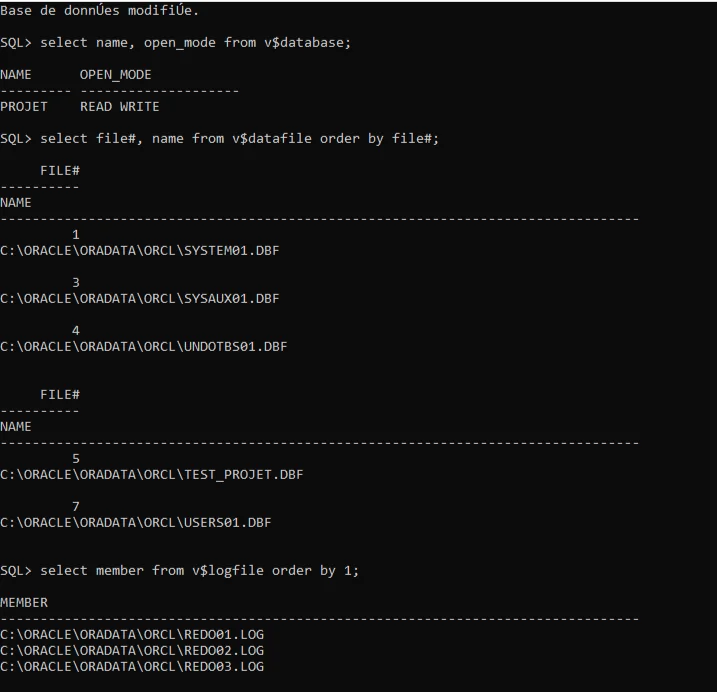 Base de donnÚes modifiÚe.
SQL> select name, open_mode from v$database;
NAME      OPEN_MODE
--------- --------------------
PROJET    READ WRITE
SQL> select file#, name from v$datafile order by file#;
     FILE#
----------
NAME
--------------------------------------------------------------------------------
         1
C:\ORACLE\ORADATA\ORCL\SYSTEM01.DBF
         3
C:\ORACLE\ORADATA\ORCL\SYSAUX01.DBF
         4
C:\ORACLE\ORADATA\ORCL\UNDOTBS01.DBF
     FILE#
----------
NAME
--------------------------------------------------------------------------------
         5
C:\ORACLE\ORADATA\ORCL\TEST_PROJET.DBF
         7
C:\ORACLE\ORADATA\ORCL\USERS01.DBF
SQL> select member from v$logfile order by 1;
MEMBER
--------------------------------------------------------------------------------
C:\ORACLE\ORADATA\ORCL\REDO01.LOG
C:\ORACLE\ORADATA\ORCL\REDO02.LOG
C:\ORACLE\ORADATA\ORCL\REDO03.LOG